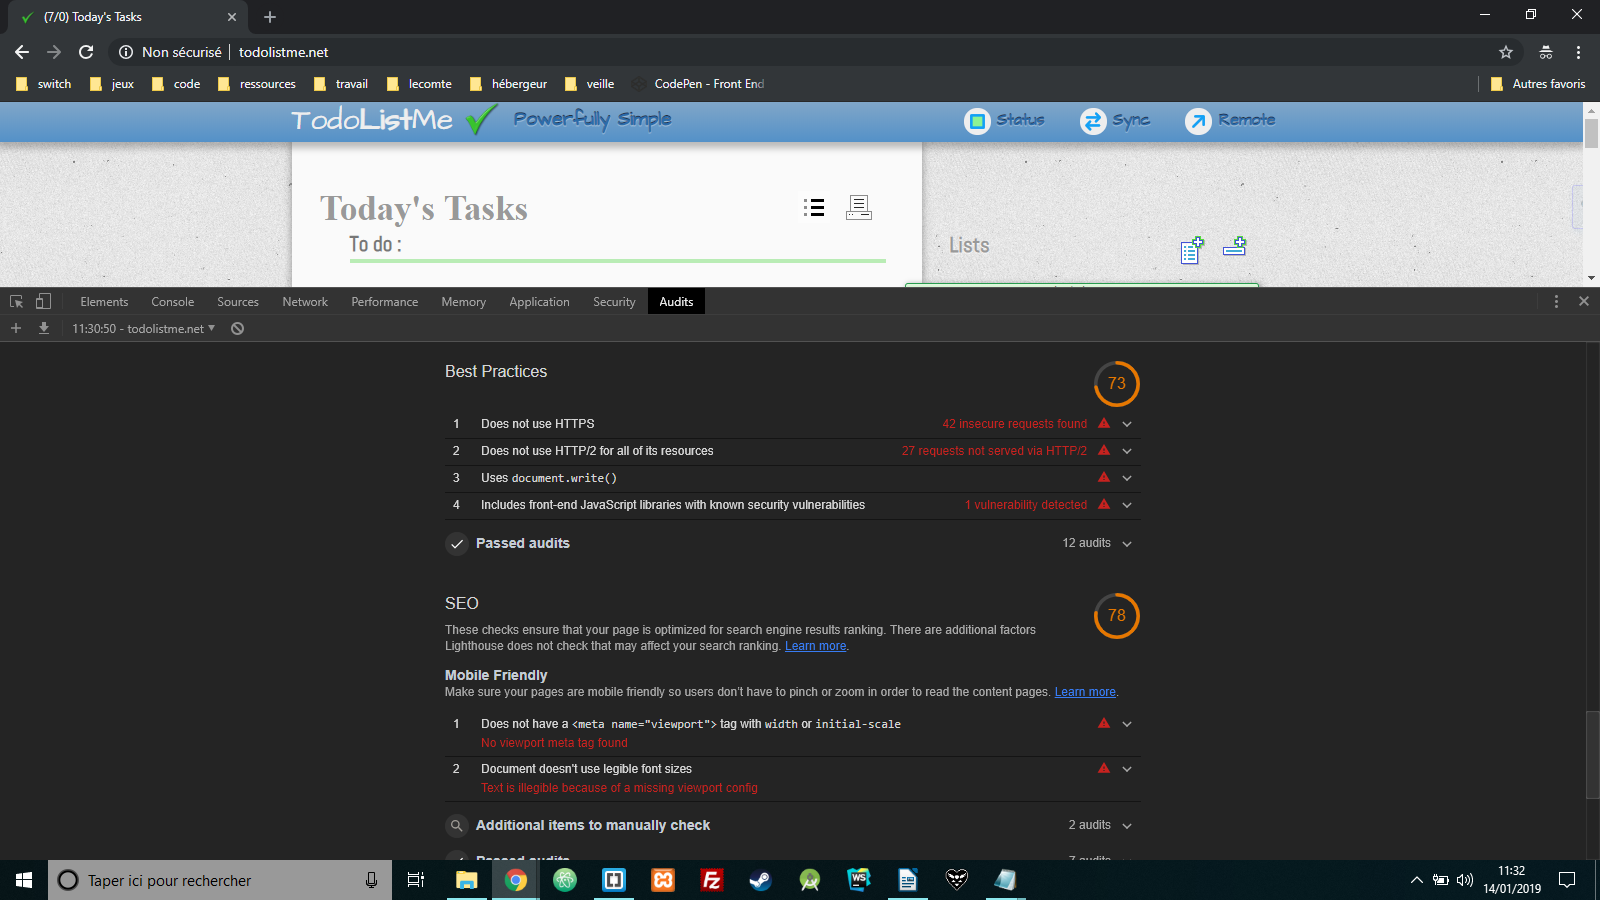 (7/0) Today's Tasks
Non sécurisé
todolistme.net
switch
jeux
code
ressources
travail
lecomte
hébergeur
veille
CodePen - Front End
Autres favoris
TodoListMe
Powerfully Simple
Status
Sync
Remote
Today's Tasks
To do :
Lists
Elements
Console
Sources
Network
Performance
Memory
Application
Security
Audits
11:30:50 - todolistme.net
Best Practices
73
1 Does not use HTTPS 42 insecure requests found
2 Does not use HTTP/2 for all of its resources 27 requests not served via HTTP/2
3 Uses document.write()
4 Includes front-end JavaScript libraries with known security vulnerabilities 1 vulnerability detected
Passed audits 12 audits
SEO
78
These checks ensure that your page is optimized for search engine results ranking. There are additional factors
Lighthouse does not check that may affect your search ranking. Learn more.
Mobile Friendly
Make sure your pages are mobile friendly so users don't have to pinch or zoom in order to read the content pages. Learn more.
1 Does not have a <meta name="viewport"> tag with width or initial-scale
No viewport meta tag found
2 Document doesn't use legible font sizes
Text is illegible because of a missing viewport config
Additional items to manually check 2 audits
Passed audits 7 audits
Taper ici pour rechercher
Fz
WS
11:32
14/01/2019